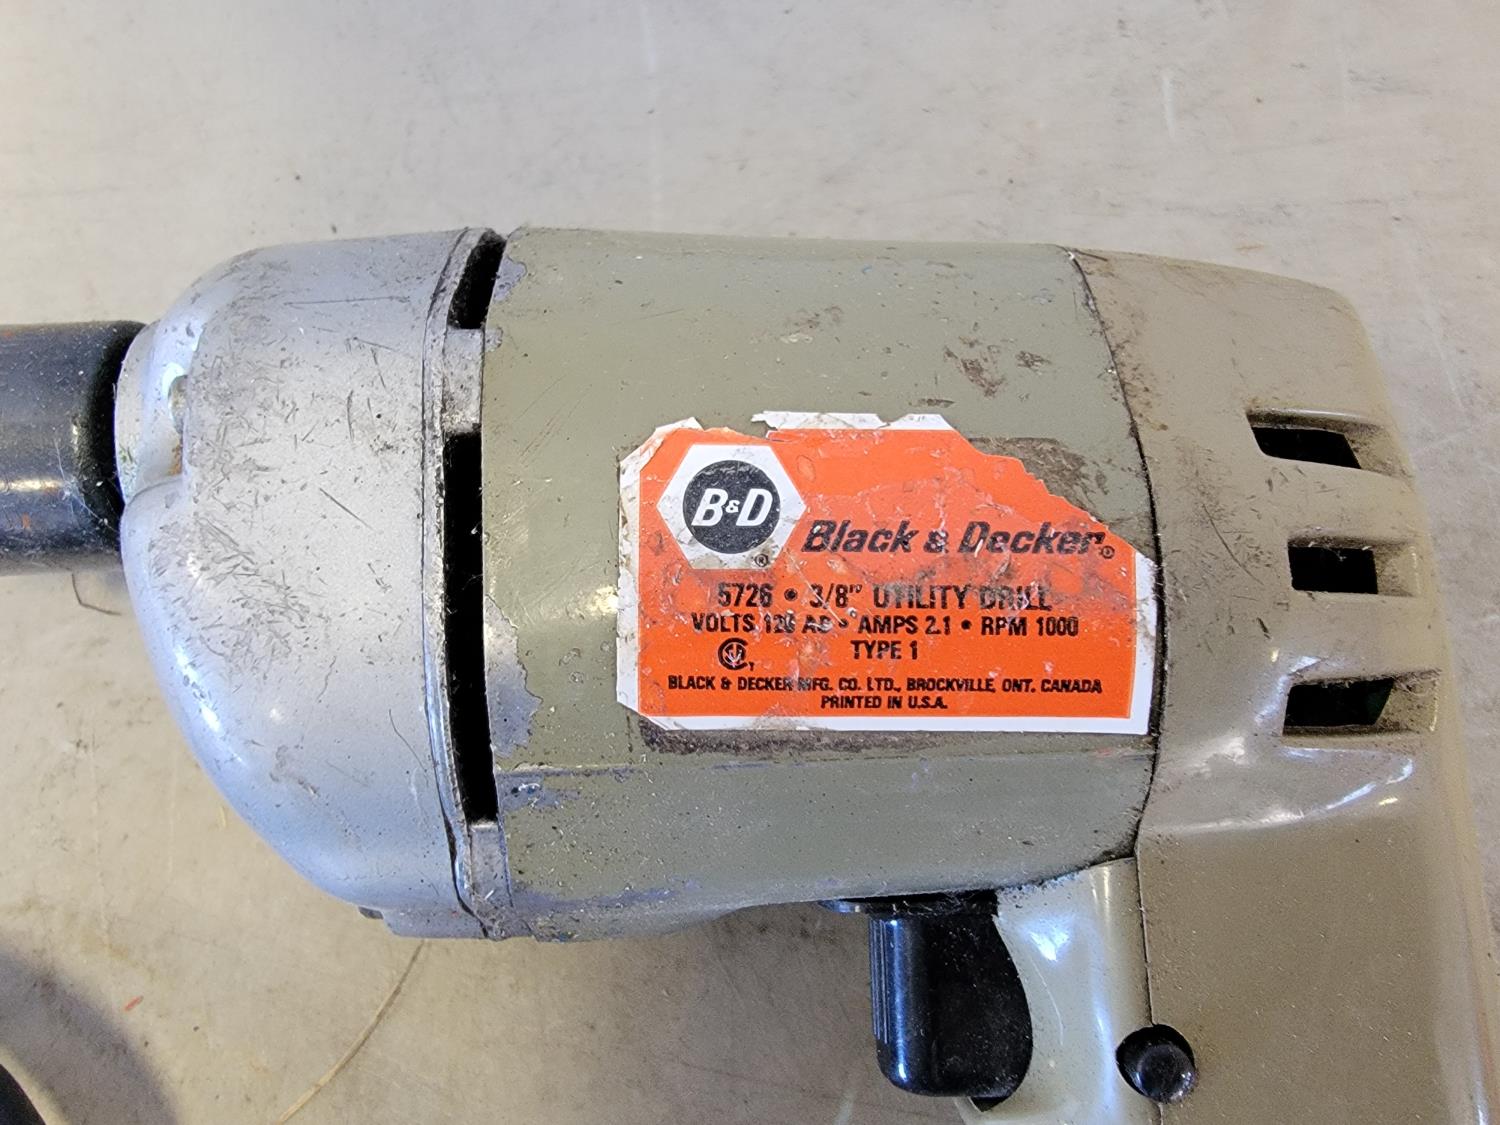 B&D
®
Black & Decker®
5726 • 3/8" UTILITY DRILL
VOLTS 120 AC • AMPS 2.1 • RPM 1000
TYPE 1
BLACK & DECKER MFG. CO. LTD., BROCKVILLE, ONT. CANADA
PRINTED IN U.S.A.